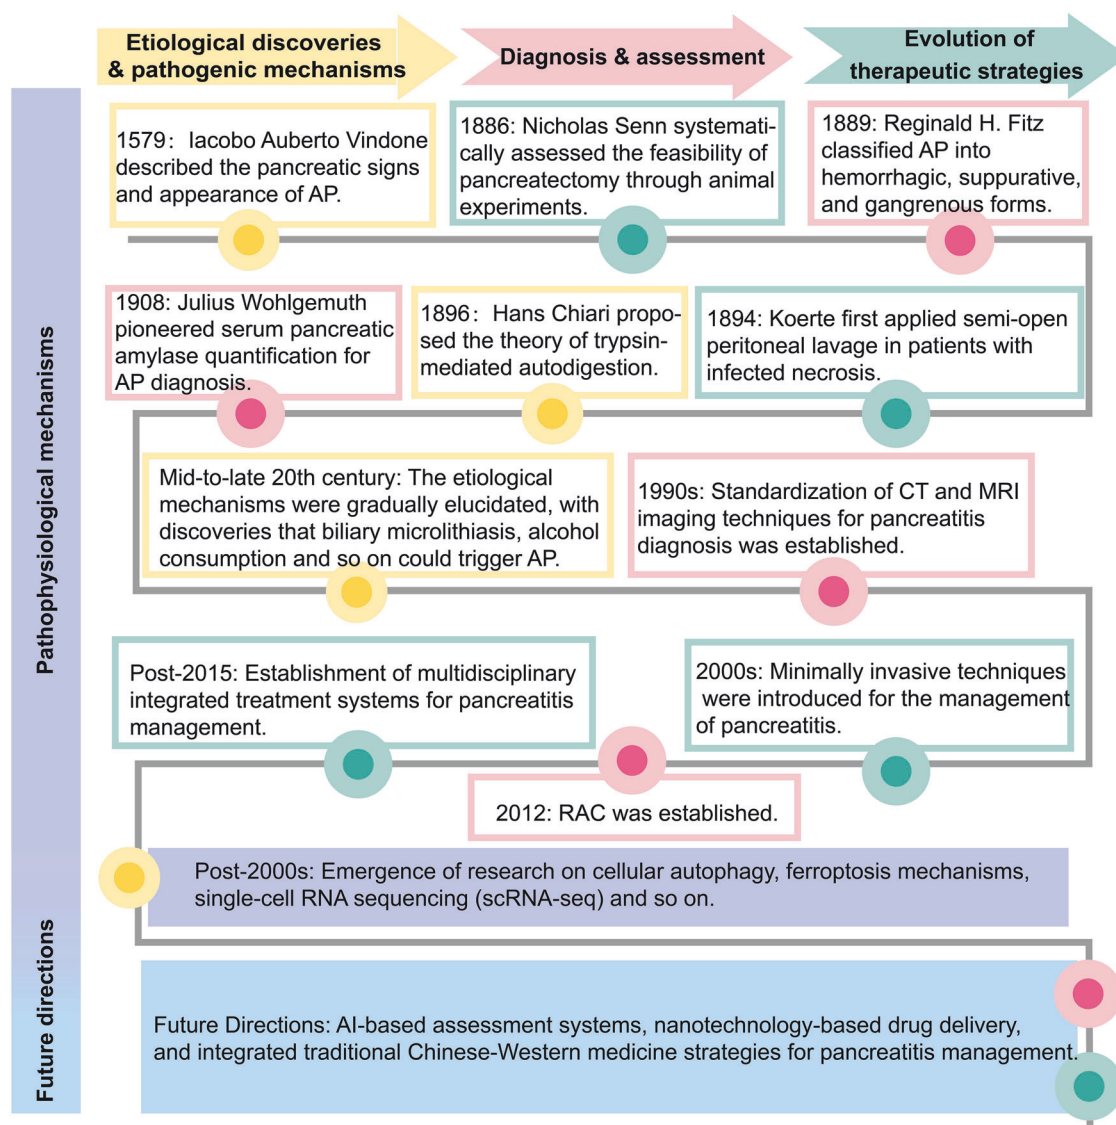 Etiological discoveries
& pathogenic mechanisms
Diagnosis & assessment
Evolution of
therapeutic strategies
Pathophysiological mechanisms
Future directions
1579： Iacobo Auberto Vindone
described the pancreatic signs
and appearance of AP.
1886: Nicholas Senn systemati-
cally assessed the feasibility of
pancreatectomy through animal
experiments.
1889: Reginald H. Fitz
classified AP into
hemorrhagic, suppurative,
and gangrenous forms.
1908: Julius Wohlgemuth
pioneered serum pancreatic
amylase quantification for
AP diagnosis.
1896： Hans Chiari propo-
sed the theory of trypsin-
mediated autodigestion.
1894: Koerte first applied semi-open
peritoneal lavage in patients with
infected necrosis.
Mid-to-late 20th century: The etiological
mechanisms were gradually elucidated, with
discoveries that biliary microlithiasis, alcohol
consumption and so on could trigger AP.
1990s: Standardization of CT and MRI
imaging techniques for pancreatitis
diagnosis was established.
Post-2015: Establishment of multidisciplinary
integrated treatment systems for pancreatitis
management.
2000s: Minimally invasive techniques
were introduced for the management
of pancreatitis.
2012: RAC was established.
Post-2000s: Emergence of research on cellular autophagy, ferroptosis mechanisms,
single-cell RNA sequencing (scRNA-seq) and so on.
Future Directions: AI-based assessment systems, nanotechnology-based drug delivery,
and integrated traditional Chinese-Western medicine strategies for pancreatitis management.